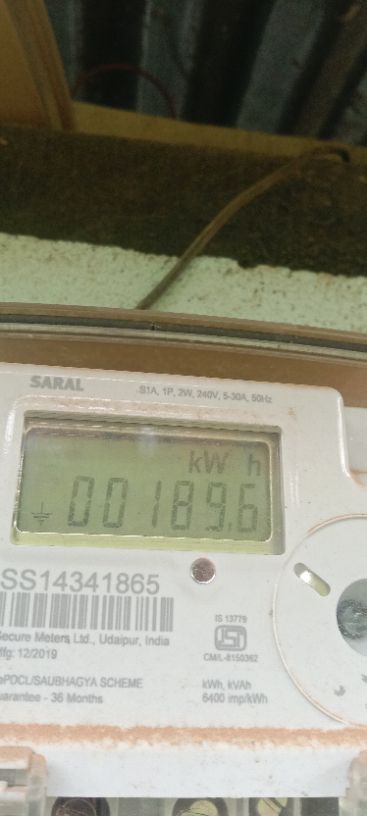 SARAL
S1A, 1P, 2W, 240V, 5-30A, 50Hz
kW h
00189.6
SS14341865
IS 13779
Secure Meters Ltd., Udaipur, India
Mfg: 12/2019
CM/L-8150362
PDCL/SAUBHAGYA SCHEME
kWh, kVAh
Guarantee - 36 Months
6400 imp/kWh